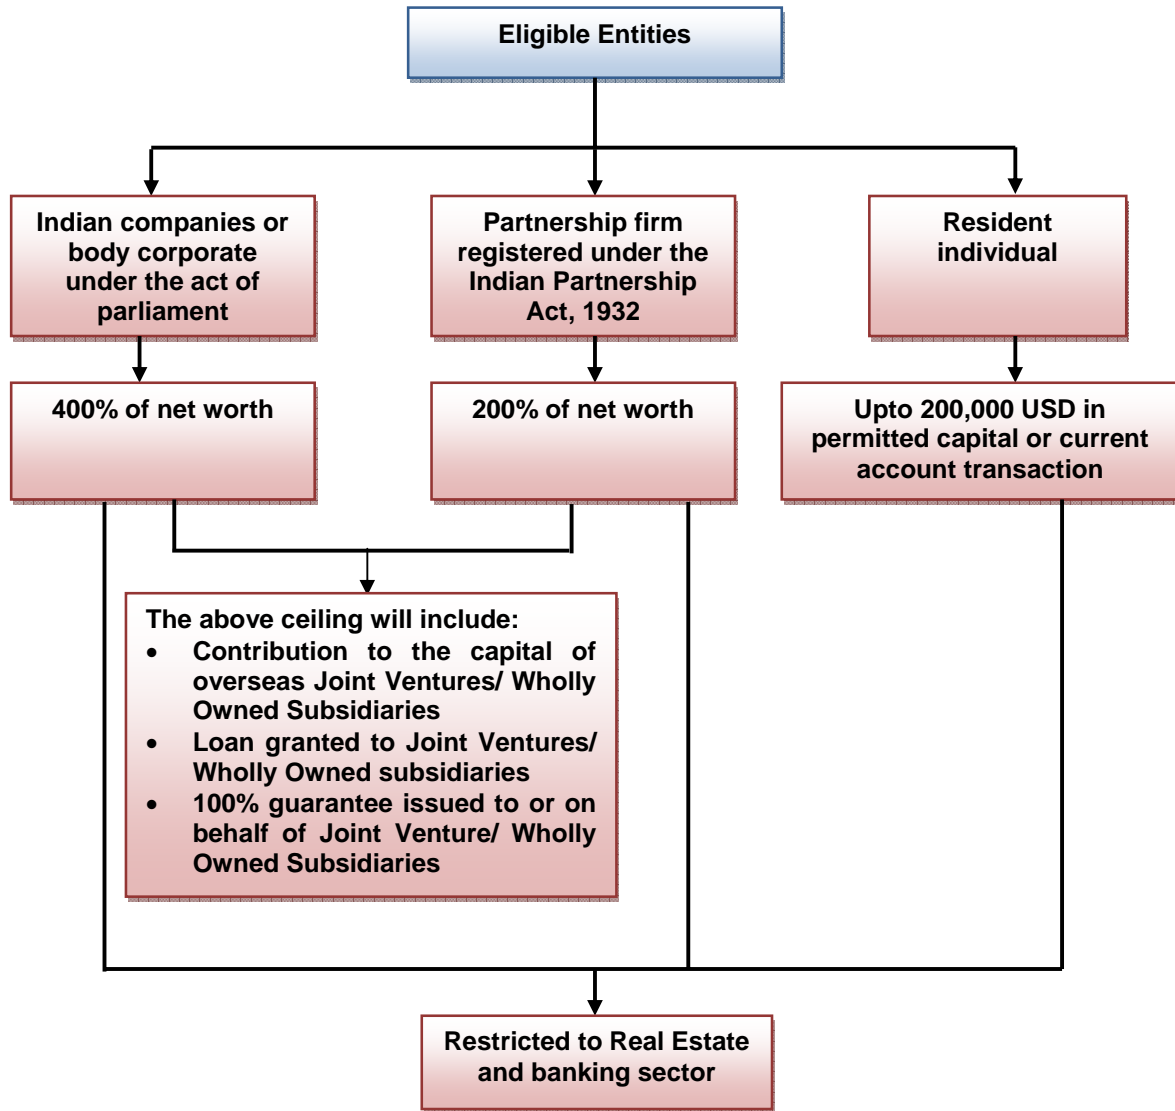 Eligible Entities
Indian companies or
body corporate
under the act of
parliament
Partnership firm
registered under the
Indian Partnership
Act, 1932
Resident
individual
400% of net worth
200% of net worth
Upto 200,000 USD in
permitted capital or current
account transaction
The above ceiling will include:
• Contribution to the capital of
overseas Joint Ventures/ Wholly
Owned Subsidiaries
• Loan granted to Joint Ventures/
Wholly Owned subsidiaries
• 100% guarantee issued to or on
behalf of Joint Venture/ Wholly
Owned Subsidiaries
Restricted to Real Estate
and banking sector